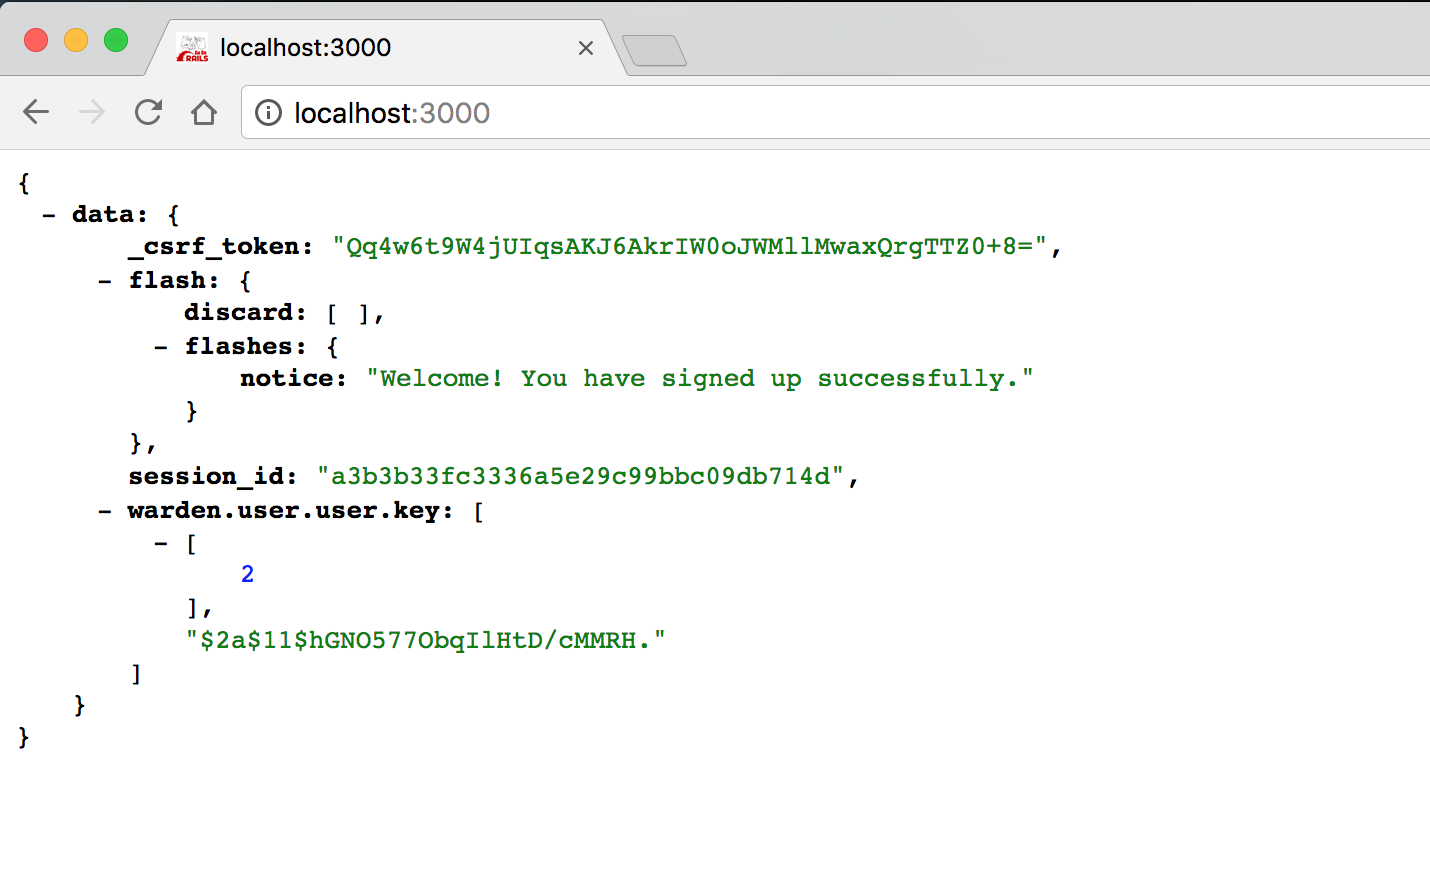 localhost:3000
localhost:3000
{
- data: {
_csrf_token: "Qq4w6t9W4jUIqsAKJ6AkrIW0oJWMllMwaxQrgTTZ0+8=",
- flash: {
discard: [ ],
- flashes: {
notice: "Welcome! You have signed up successfully."
}
},
session_id: "a3b3b33fc3336a5e29c99bbc09db714d",
- warden.user.user.key: [
- [
2
],
"$2a$11$hGNO577ObqIlHtD/cMMRH."
]
}
}